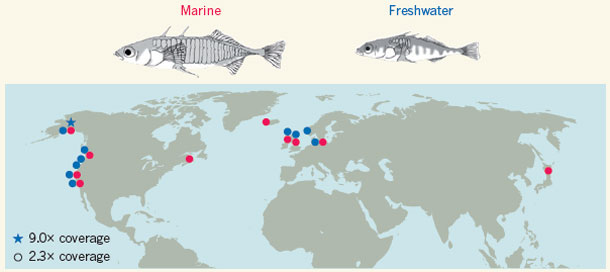 Marine
Freshwater
9.0× coverage
2.3× coverage